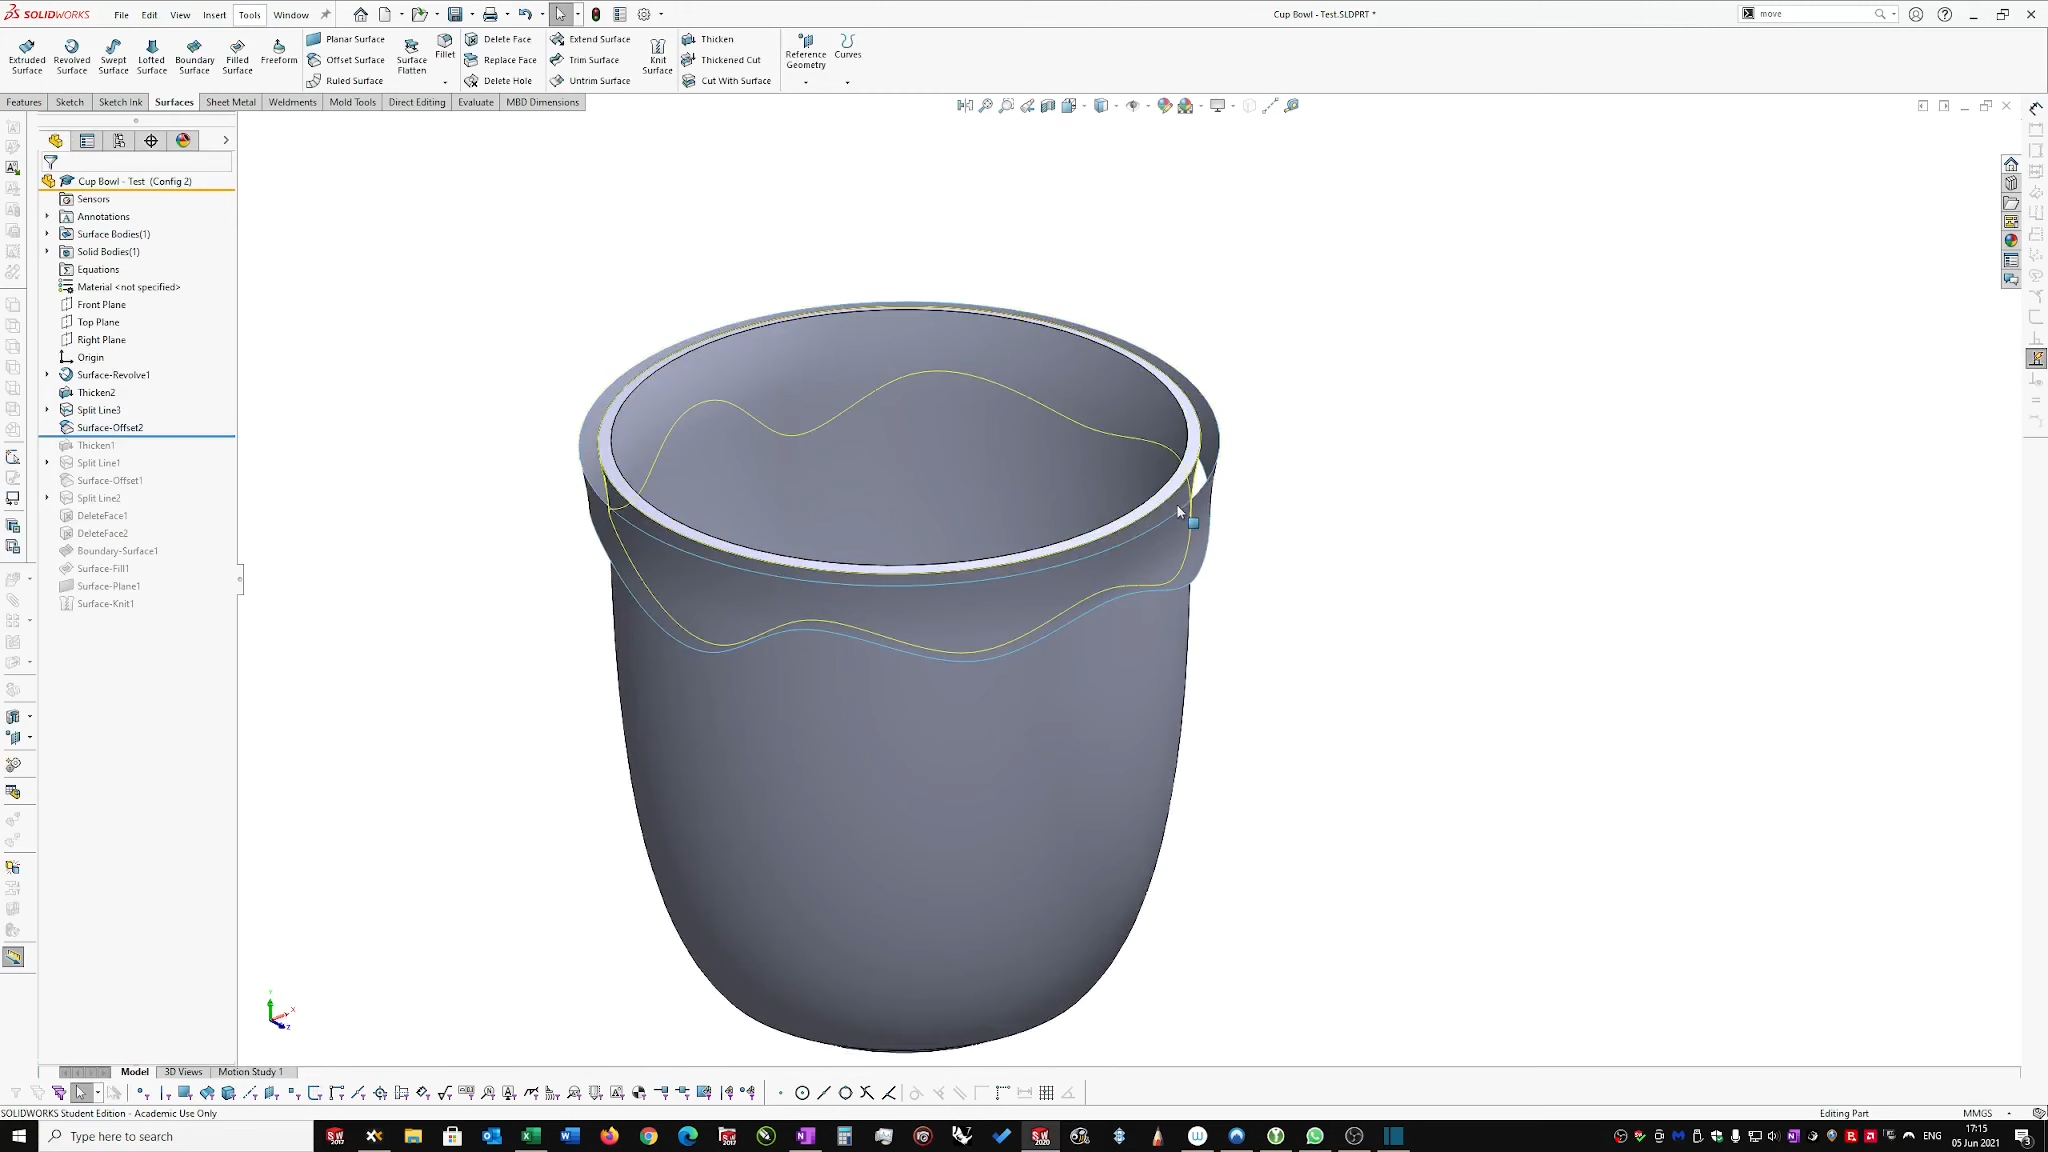 SOLIDWORKS File Edit View Insert Tools Window Cup Bowl - Test.SLDPRT * move
Extruded Surface
Revolved Surface
Swept Surface
Lofted Surface
Boundary Surface
Filled Surface
Freeform
Planar Surface
Offset Surface
Ruled Surface
Surface Flatten
Fillet
Delete Face
Replace Face
Delete Hole
Extend Surface
Trim Surface
Untrim Surface
Knit Surface
Thicken
Thickened Cut
Cut With Surface
Reference Geometry
Curves
Features Sketch Sketch Ink Surfaces Sheet Metal Weldments Mold Tools Direct Editing Evaluate MBD Dimensions
Cup Bowl - Test (Config 2)
Sensors
Annotations
Surface Bodies(1)
Solid Bodies(1)
Equations
Material <not specified>
Front Plane
Top Plane
Right Plane
Origin
Surface-Revolve1
Thicken2
Split Line3
Surface-Offset2
Thicken1
Split Line1
Surface-Offset1
Split Line2
DeleteFace1
DeleteFace2
Boundary-Surface1
Surface-Fill1
Surface-Plane1
Surface-Knit1
Y
X
Z
Model 3D Views Motion Study 1
SOLIDWORKS Student Edition - Academic Use Only Editing Part MMGS
Type here to search
ENG
17:15
05 Jun 2021